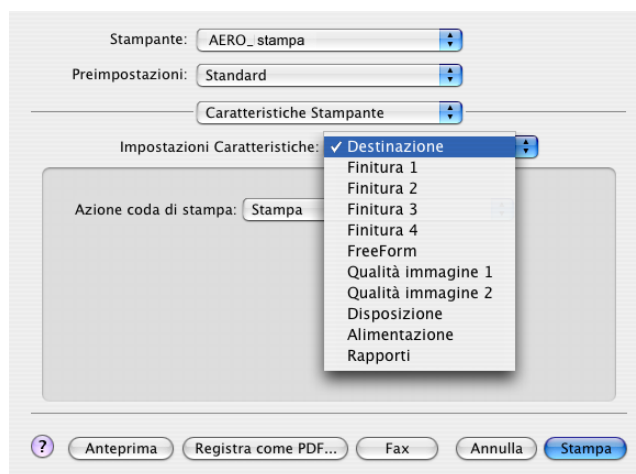 Stampante: AERO_ stampa
Preimpostazioni: Standard
Caratteristiche Stampante
Impostazioni Caratteristiche: ✓ Destinazione
Finitura 1
Finitura 2
Azione coda di stampa: Stampa Finitura 3
Finitura 4
FreeForm
Qualità immagine 1
Qualità immagine 2
Disposizione
Alimentazione
Rapporti
? Anteprima Registra come PDF... Fax Annulla Stampa